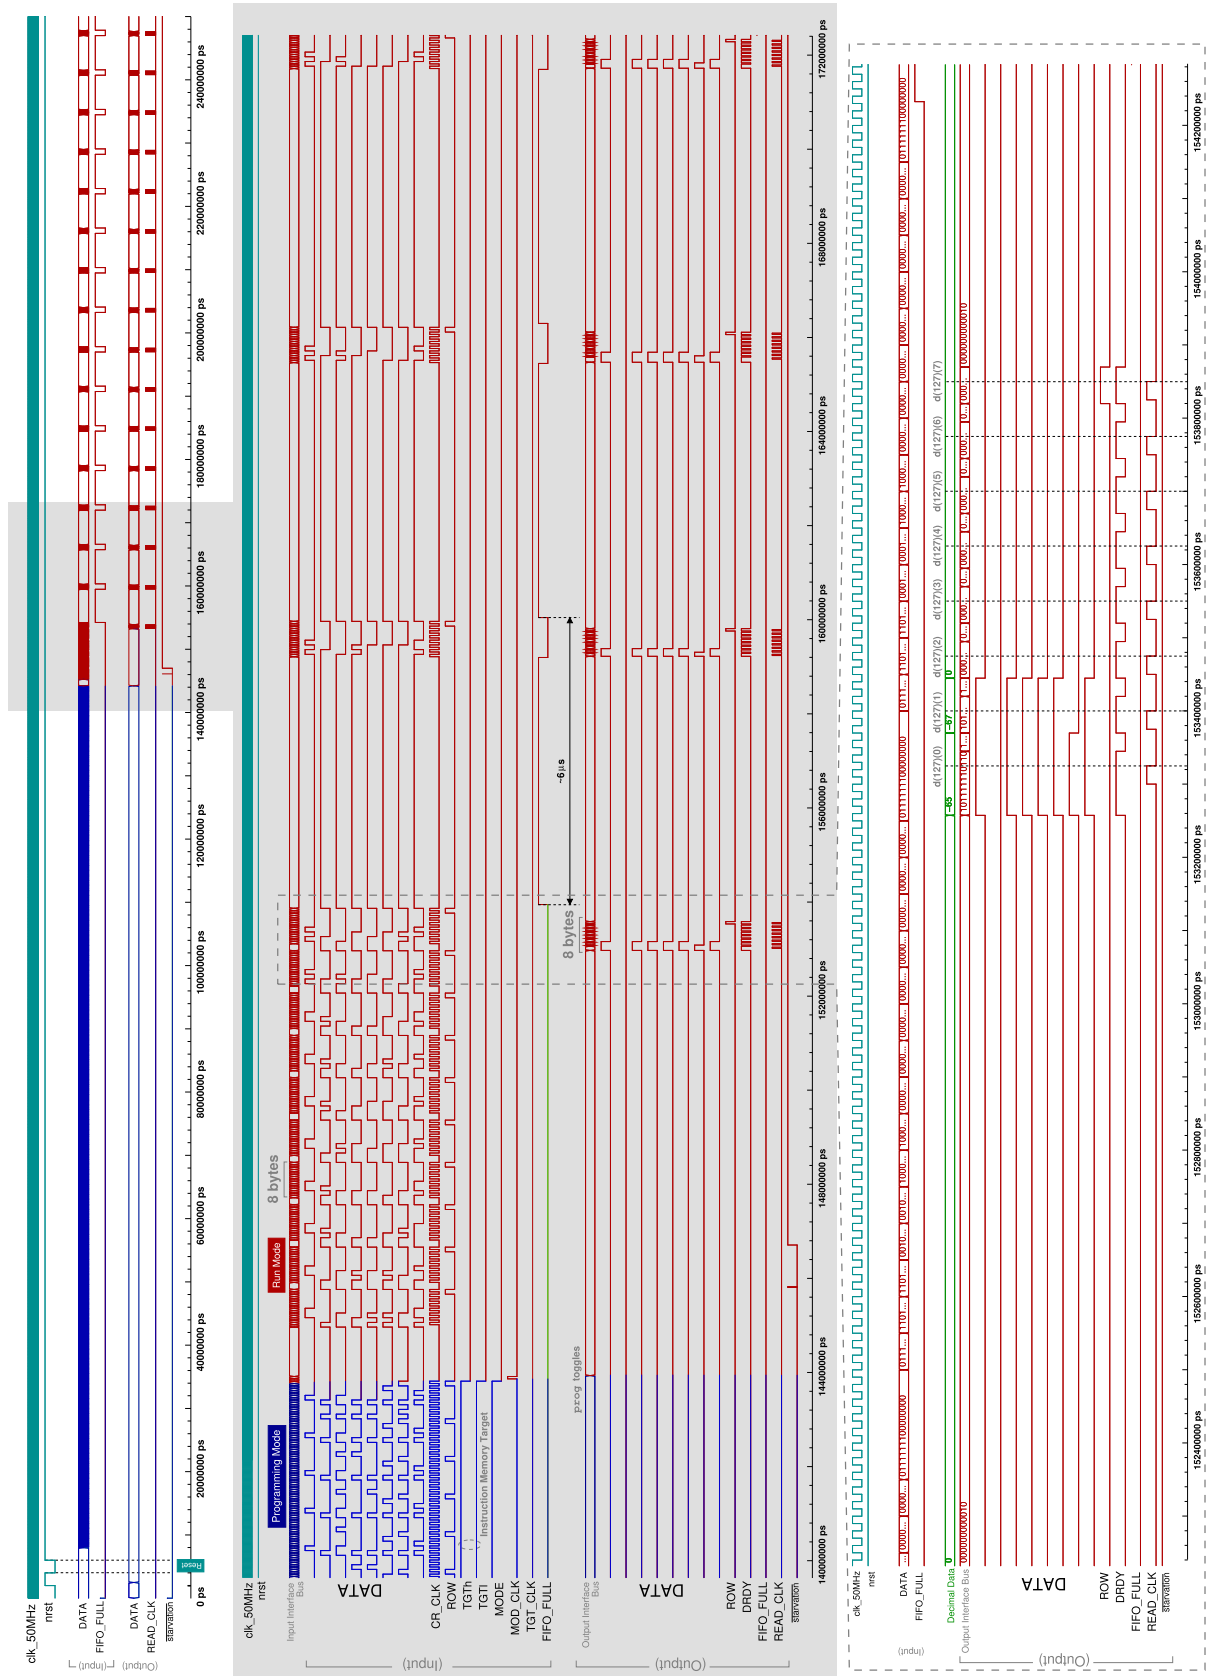 clk_50MHz
nrst
DATA
FIFO_FULL
(Input)
DATA
READ_CLK
starvation
(Output)
Reset
0 ps 20000000 ps 40000000 ps 60000000 ps 80000000 ps 100000000 ps 120000000 ps 140000000 ps 160000000 ps 180000000 ps 200000000 ps 220000000 ps 240000000 ps
clk_50MHz
nrst
Programming Mode Run Mode 8 bytes
Input Interface Bus
DATA
CR_CLK
ROW
TGTh
TGTl
MODE
MOD_CLK
TGT_CLK
FIFO_FULL
(Input)
Instruction Memory Target
~6µs
prog toggles 8 bytes
Output Interface Bus
DATA
ROW
DRDY
FIFO_FULL
READ_CLK
starvation
(Output)
140000000 ps 144000000 ps 148000000 ps 152000000 ps 156000000 ps 160000000 ps 164000000 ps 168000000 ps 172000000 ps
clk_50MHz
nrst
DATA
FIFO_FULL
(Input)
d(127)(0) d(127)(1) d(127)(2) d(127)(3) d(127)(4) d(127)(5) d(127)(6) d(127)(7)
Decimal Data 0 -65 -67 0
Output Interface Bus 000000000010 000000000010
DATA
ROW
DRDY
FIFO_FULL
READ_CLK
starvation
(Output)
152400000 ps 152600000 ps 152800000 ps 153000000 ps 153200000 ps 153400000 ps 153600000 ps 153800000 ps 154000000 ps 154200000 ps